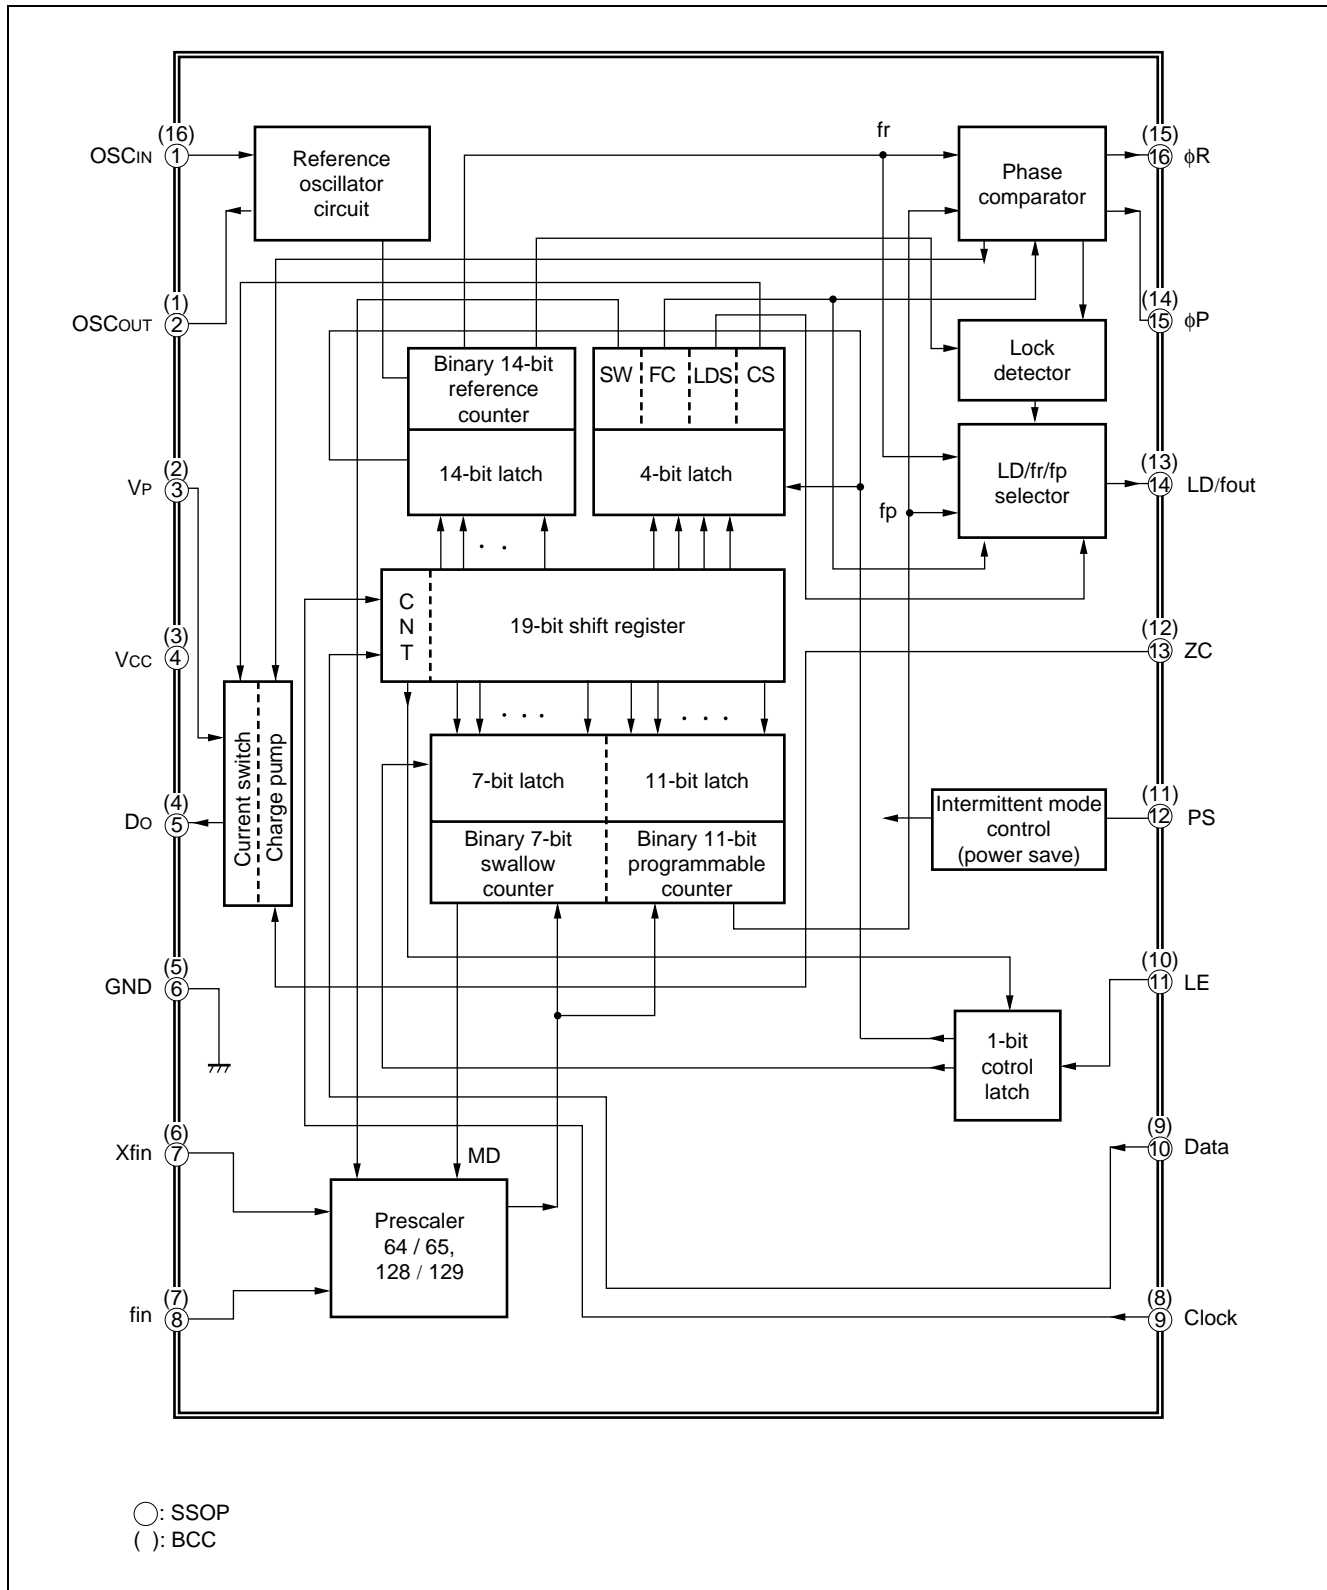 (16)
OSCIN 1
Reference
oscillator
circuit
fr
Phase
comparator
(15)
16 ϕR
(1)
OSCOUT 2
(14)
15 ϕP
Binary 14-bit
reference
counter
SW FC LDS CS
Lock
detector
14-bit latch
4-bit latch
(2)
VP 3
LD/fr/fp
selector
fp
(13)
14 LD/fout
. .
C
N
T
19-bit shift register
(3)
VCC 4
(12)
13 ZC
. . . . . .
Current switch
Charge pump
7-bit latch 11-bit latch
(4)
DO 5
Binary 7-bit
swallow
counter
Binary 11-bit
programmable
counter
Intermittent mode
control
(power save)
(11)
12 PS
(5)
GND 6
(10)
11 LE
1-bit
cotrol
latch
(6)
Xfin 7
MD
(9)
10 Data
Prescaler
64 / 65,
128 / 129
(7)
fin 8
(8)
9 Clock
◯: SSOP
( ): BCC